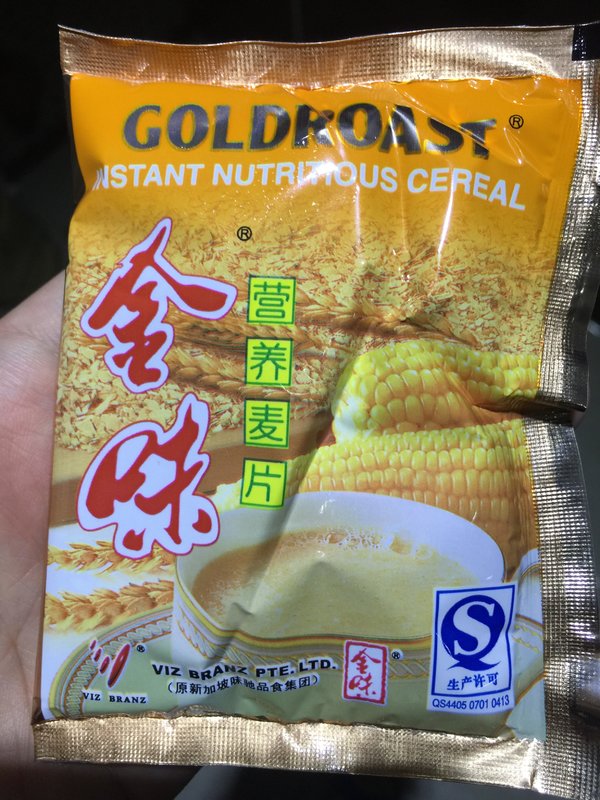 GOLDROAST®
INSTANT NUTRITIOUS CEREAL
金味®
营养麦片
VIZ BRANZ®
VIZ BRANZ PTE. LTD.
(原新加坡味驰品食集团)
金味®
生产许可
QS4405 0701 0413